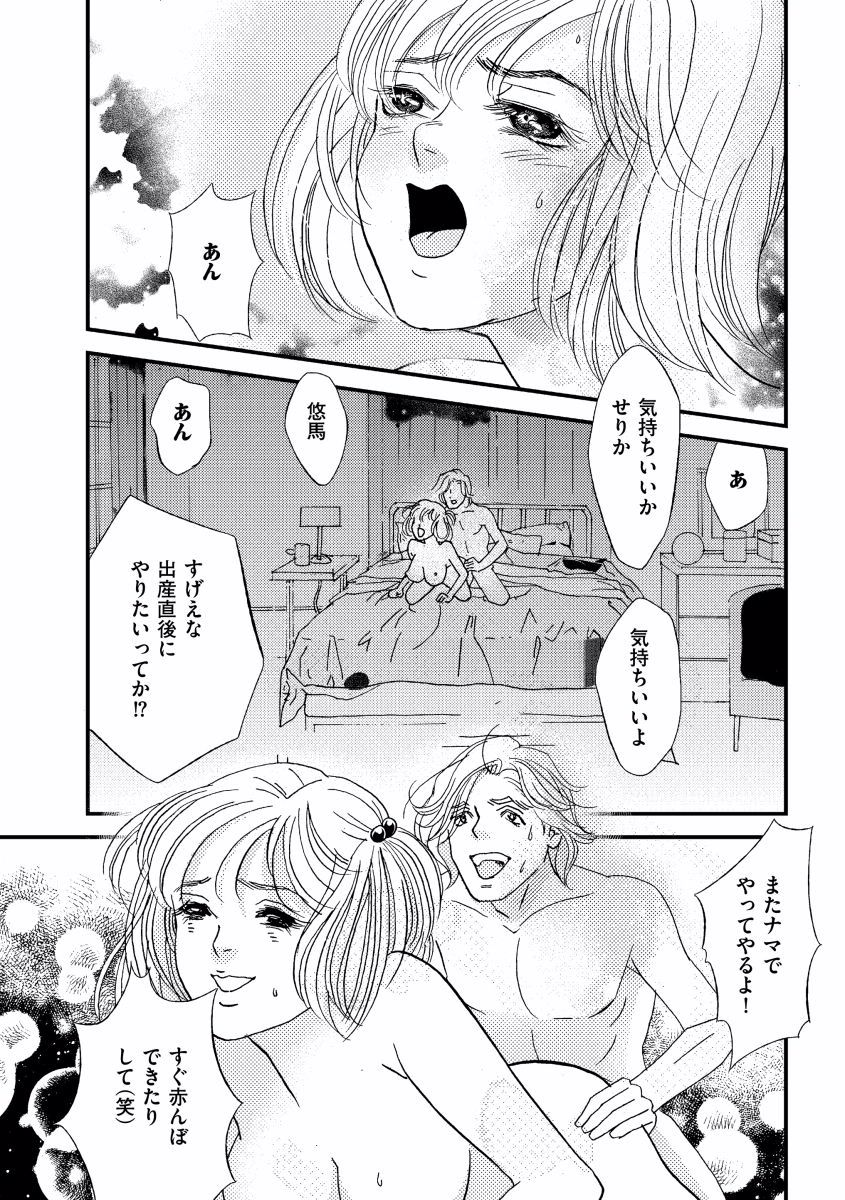 あん
あ
気持ちいいか
せりか
気持ちいいよ
悠馬
あん
すげえな
出産直後に
やりたいってか!?
またナマで
やってやるよ！
すぐ赤んぼ
できたり
して(笑)